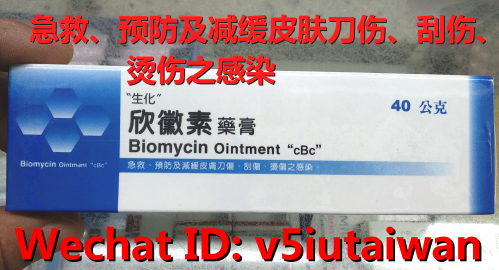 急救、预防及减缓皮肤刀伤、刮伤、
烫伤之感染
"生化"
欣黴素 藥膏
40 公克
Biomycin Ointment "cBc"
Biomycin Ointment "cBc"
急救、預防及減緩皮膚刀傷、刮傷、燙傷之感染。
Wechat ID: v5iutaiwan